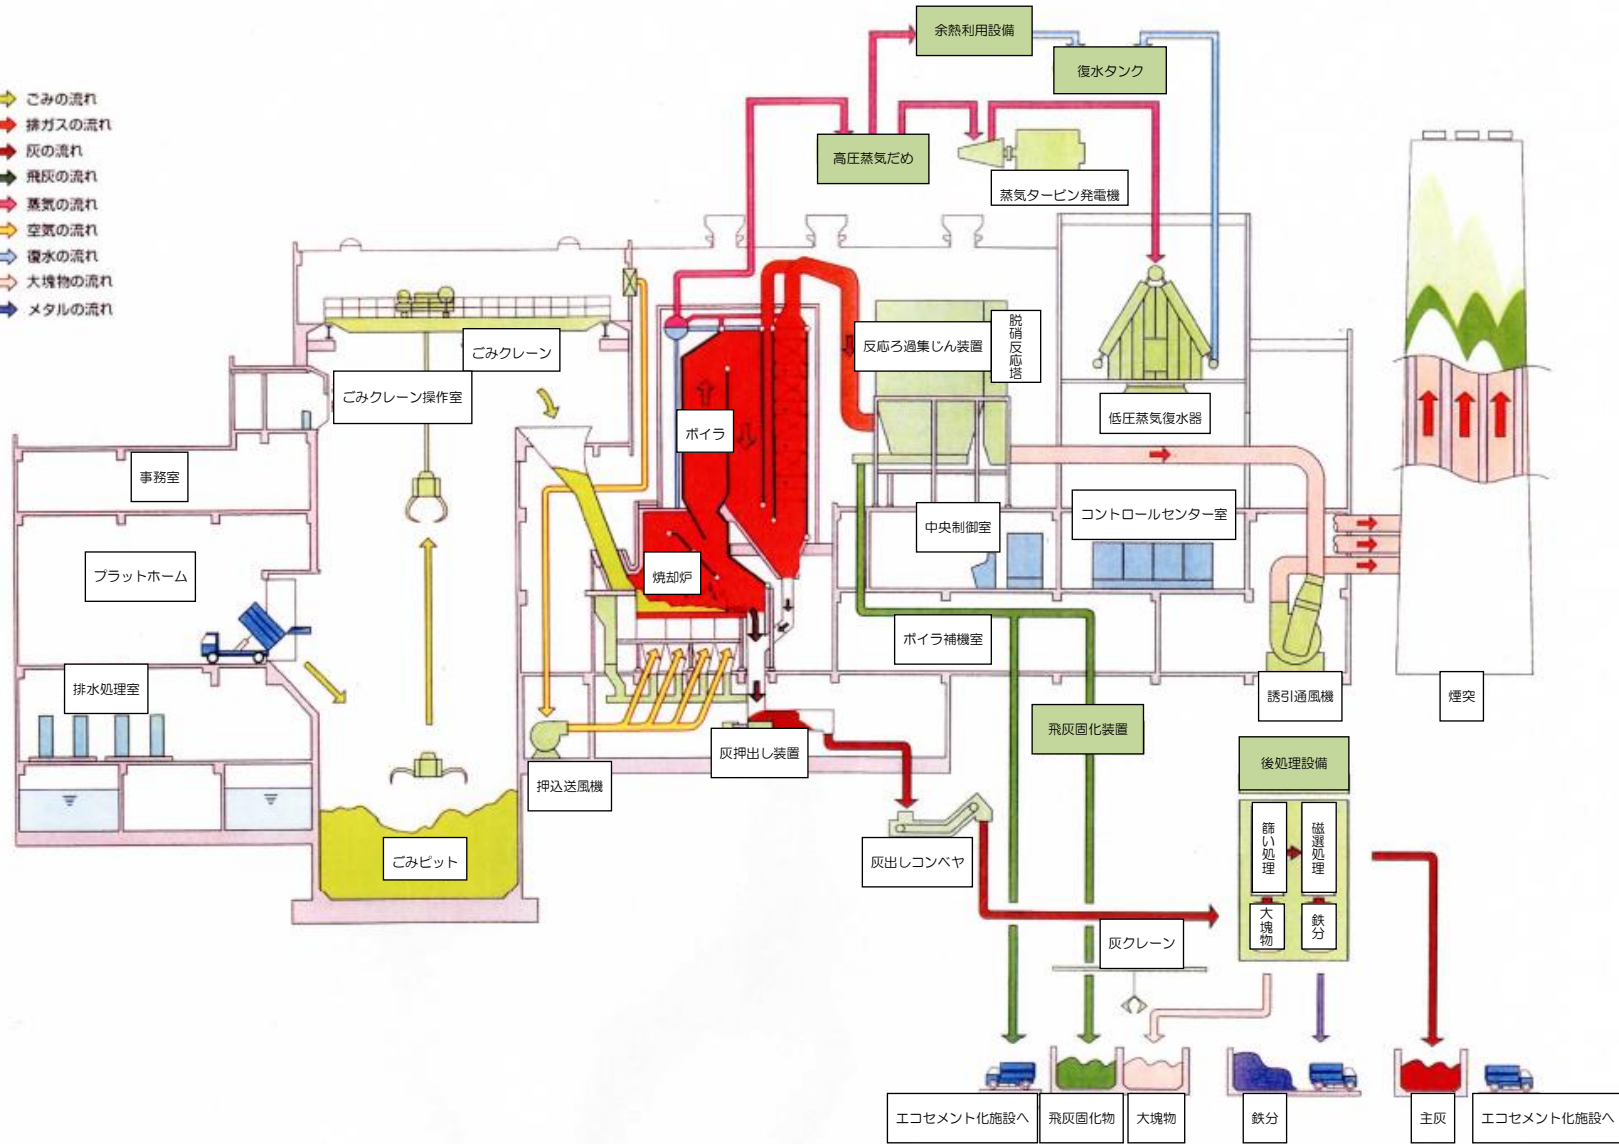 余熱利用設備
復水タンク
ごみの流れ
排ガスの流れ
灰の流れ
飛灰の流れ
蒸気の流れ
空気の流れ
復水の流れ
大塊物の流れ
メタルの流れ
高圧蒸気だめ
蒸気タービン発電機
ごみクレーン
ごみクレーン操作室
反応ろ過集じん装置
脱硝反応塔
低圧蒸気復水器
ボイラ
事務室
プラットホーム
焼却炉
中央制御室
コントロールセンター室
ボイラ補機室
排水処理室
誘引通風機
煙突
飛灰固化装置
灰押出し装置
押込送風機
後処理設備
ごみピット
灰出しコンベヤ
篩い処理
磁選処理
大塊物
鉄分
灰クレーン
エコセメント化施設へ
飛灰固化物
大塊物
鉄分
主灰
エコセメント化施設へ